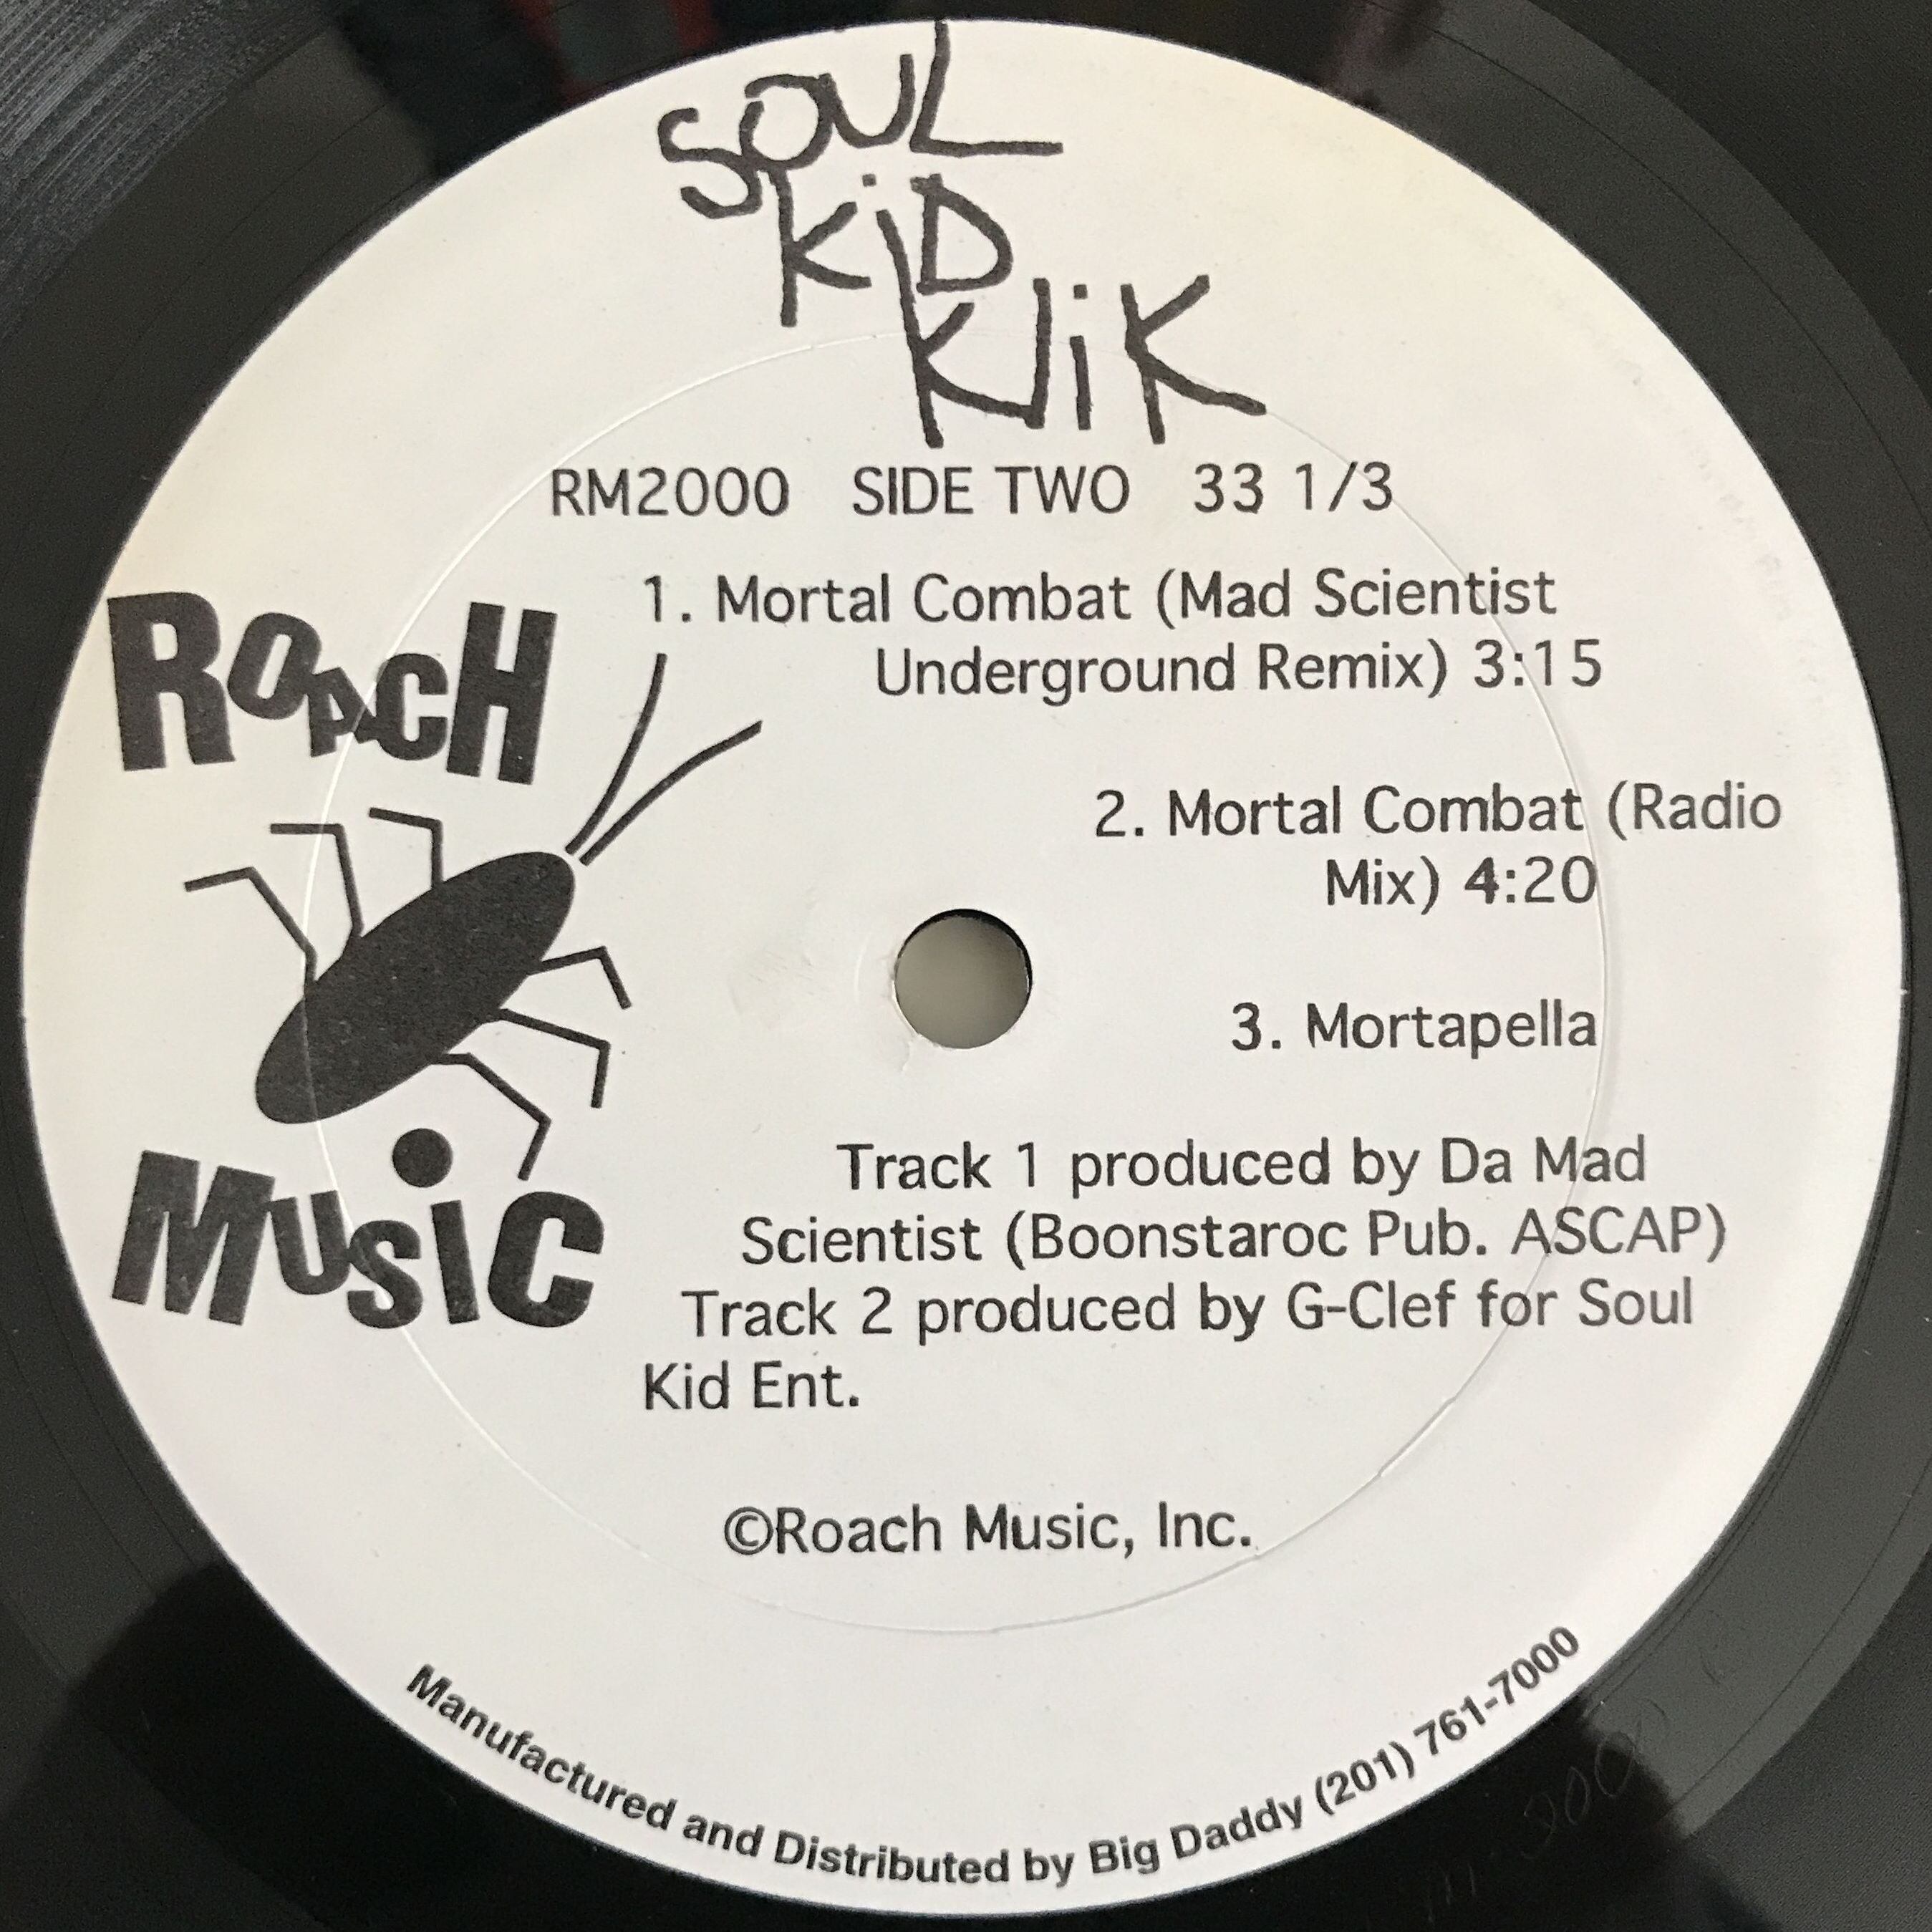 SOUL
KiD
KliK
RM2000 SIDE TWO 33 1/3
ROACH
MUSiC
1. Mortal Combat (Mad Scientist
Underground Remix) 3:15
2. Mortal Combat (Radio
Mix) 4:20
3. Mortapella
Track 1 produced by Da Mad
Scientist (Boonstaroc Pub. ASCAP)
Track 2 produced by G-Clef for Soul
Kid Ent.
©Roach Music, Inc.
Manufactured and Distributed by Big Daddy (201) 761-7000